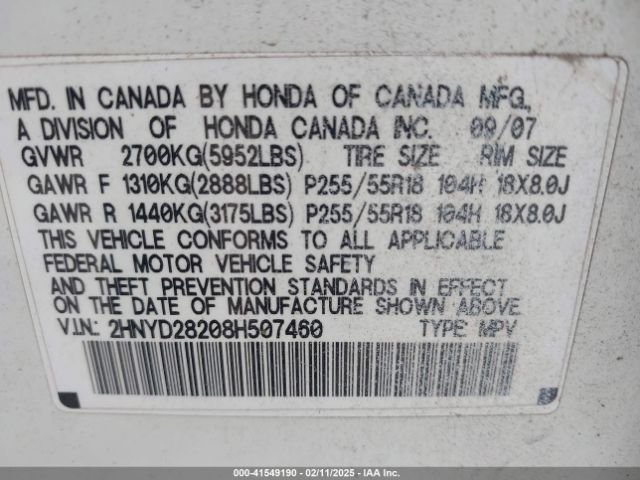 MFD. IN CANADA BY HONDA OF CANADA MFG.,
A DIVISION OF HONDA CANADA INC. 09/07
GVWR 2700KG(5952LBS) TIRE SIZE RIM SIZE
GAWR F 1310KG(2888LBS) P255/55R18 104H 18X8.0J
GAWR R 1440KG(3175LBS) P255/55R18 104H 18X8.0J
THIS VEHICLE CONFORMS TO ALL APPLICABLE
FEDERAL MOTOR VEHICLE SAFETY
AND THEFT PREVENTION STANDARDS IN EFFECT
ON THE DATE OF MANUFACTURE SHOWN ABOVE.
V.I.N.: 2HNYD28208H507460 TYPE: MPV
000-41549190 - 02/11/2025 - IAA Inc.